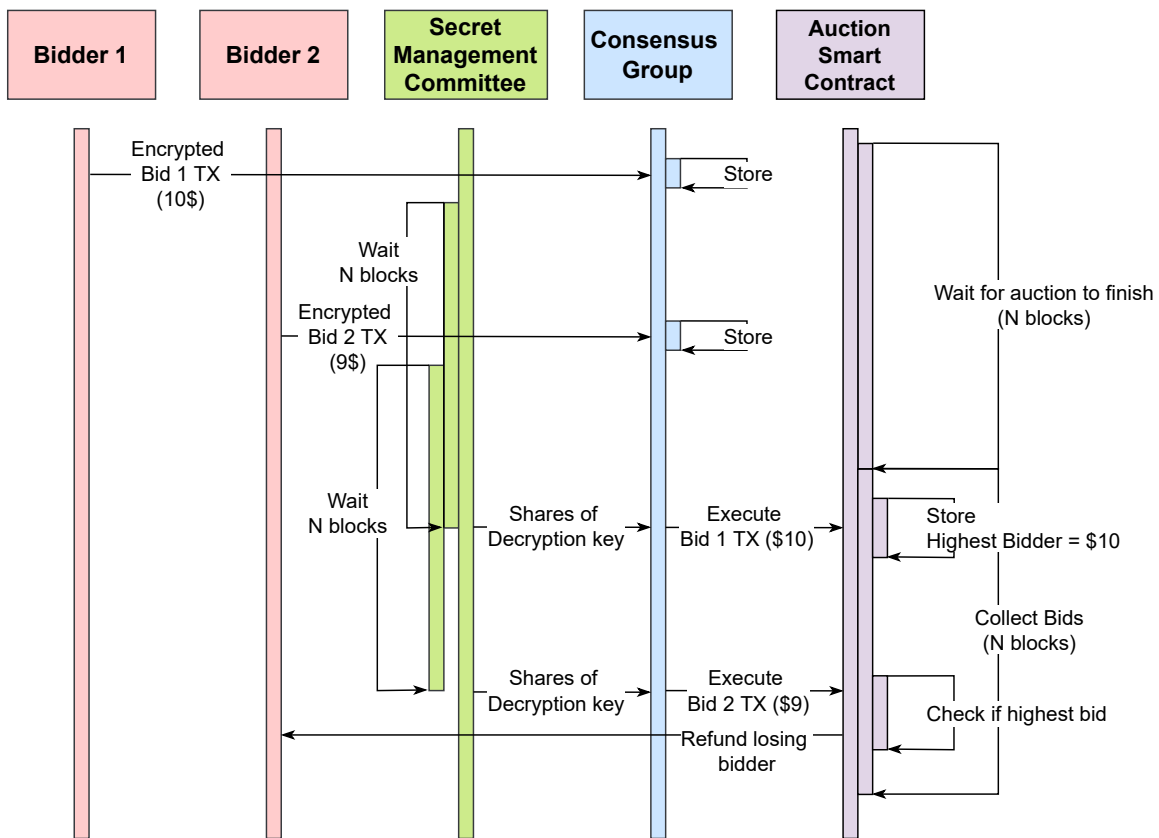 Bidder 1
Bidder 2
Secret
Management
Committee
Consensus
Group
Auction
Smart
Contract
Encrypted
Bid 1 TX
(10$)
Store
Wait
N blocks
Wait for auction to finish
(N blocks)
Encrypted
Bid 2 TX
(9$)
Store
Wait
N blocks
Shares of
Decryption key
Execute
Bid 1 TX ($10)
Store
Highest Bidder = $10
Collect Bids
(N blocks)
Shares of
Decryption key
Execute
Bid 2 TX ($9)
Check if highest bid
Refund losing
bidder